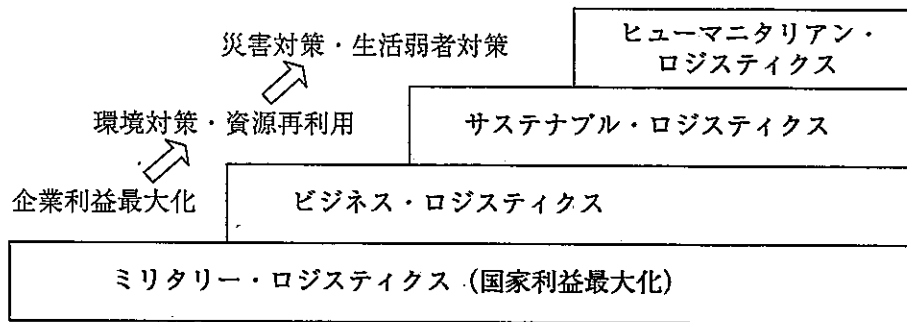 災害対策・生活弱者対策
ヒューマニタリアン・
ロジスティクス
環境対策・資源再利用
サステナブル・ロジスティクス
企業利益最大化
ビジネス・ロジスティクス
ミリタリー・ロジスティクス（国家利益最大化）